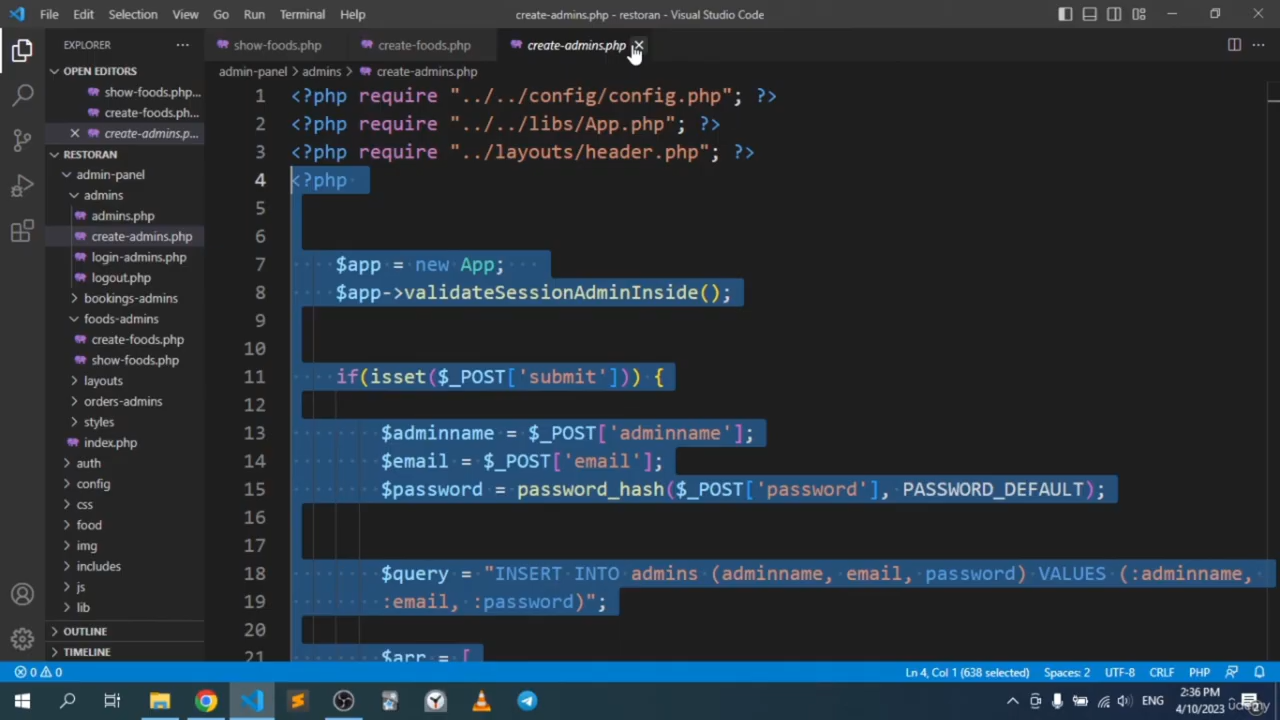 File Edit Selection View Go Run Terminal Help
create-admins.php - restoran - Visual Studio Code
EXPLORER
show-foods.php
create-foods.php
create-admins.php
OPEN EDITORS
show-foods.php...
create-foods.ph...
create-admins.p...
RESTORAN
admin-panel
admins
admins.php
create-admins.php
login-admins.php
logout.php
bookings-admins
foods-admins
create-foods.php
show-foods.php
layouts
orders-admins
styles
index.php
auth
config
css
food
img
includes
js
lib
OUTLINE
TIMELINE
admin-panel > admins > create-admins.php
1 <?php require "../../config/config.php"; ?>
2 <?php require "../../libs/App.php"; ?>
3 <?php require "../layouts/header.php"; ?>
4 <?php
5
6
7 $app = new App;
8 $app->validateSessionAdminInside();
9
10
11 if(isset($_POST['submit'])) {
12
13 $adminname = $_POST['adminname'];
14 $email = $_POST['email'];
15 $password = password_hash($_POST['password'], PASSWORD_DEFAULT);
16
17
18 $query = "INSERT INTO admins (adminname, email, password) VALUES (:adminname,
19 :email, :password)";
20
21 $arr = [
0 0
Ln 4, Col 1 (638 selected) Spaces: 2 UTF-8 CRLF PHP
ENG
2:36 PM
4/10/2023
Udemy